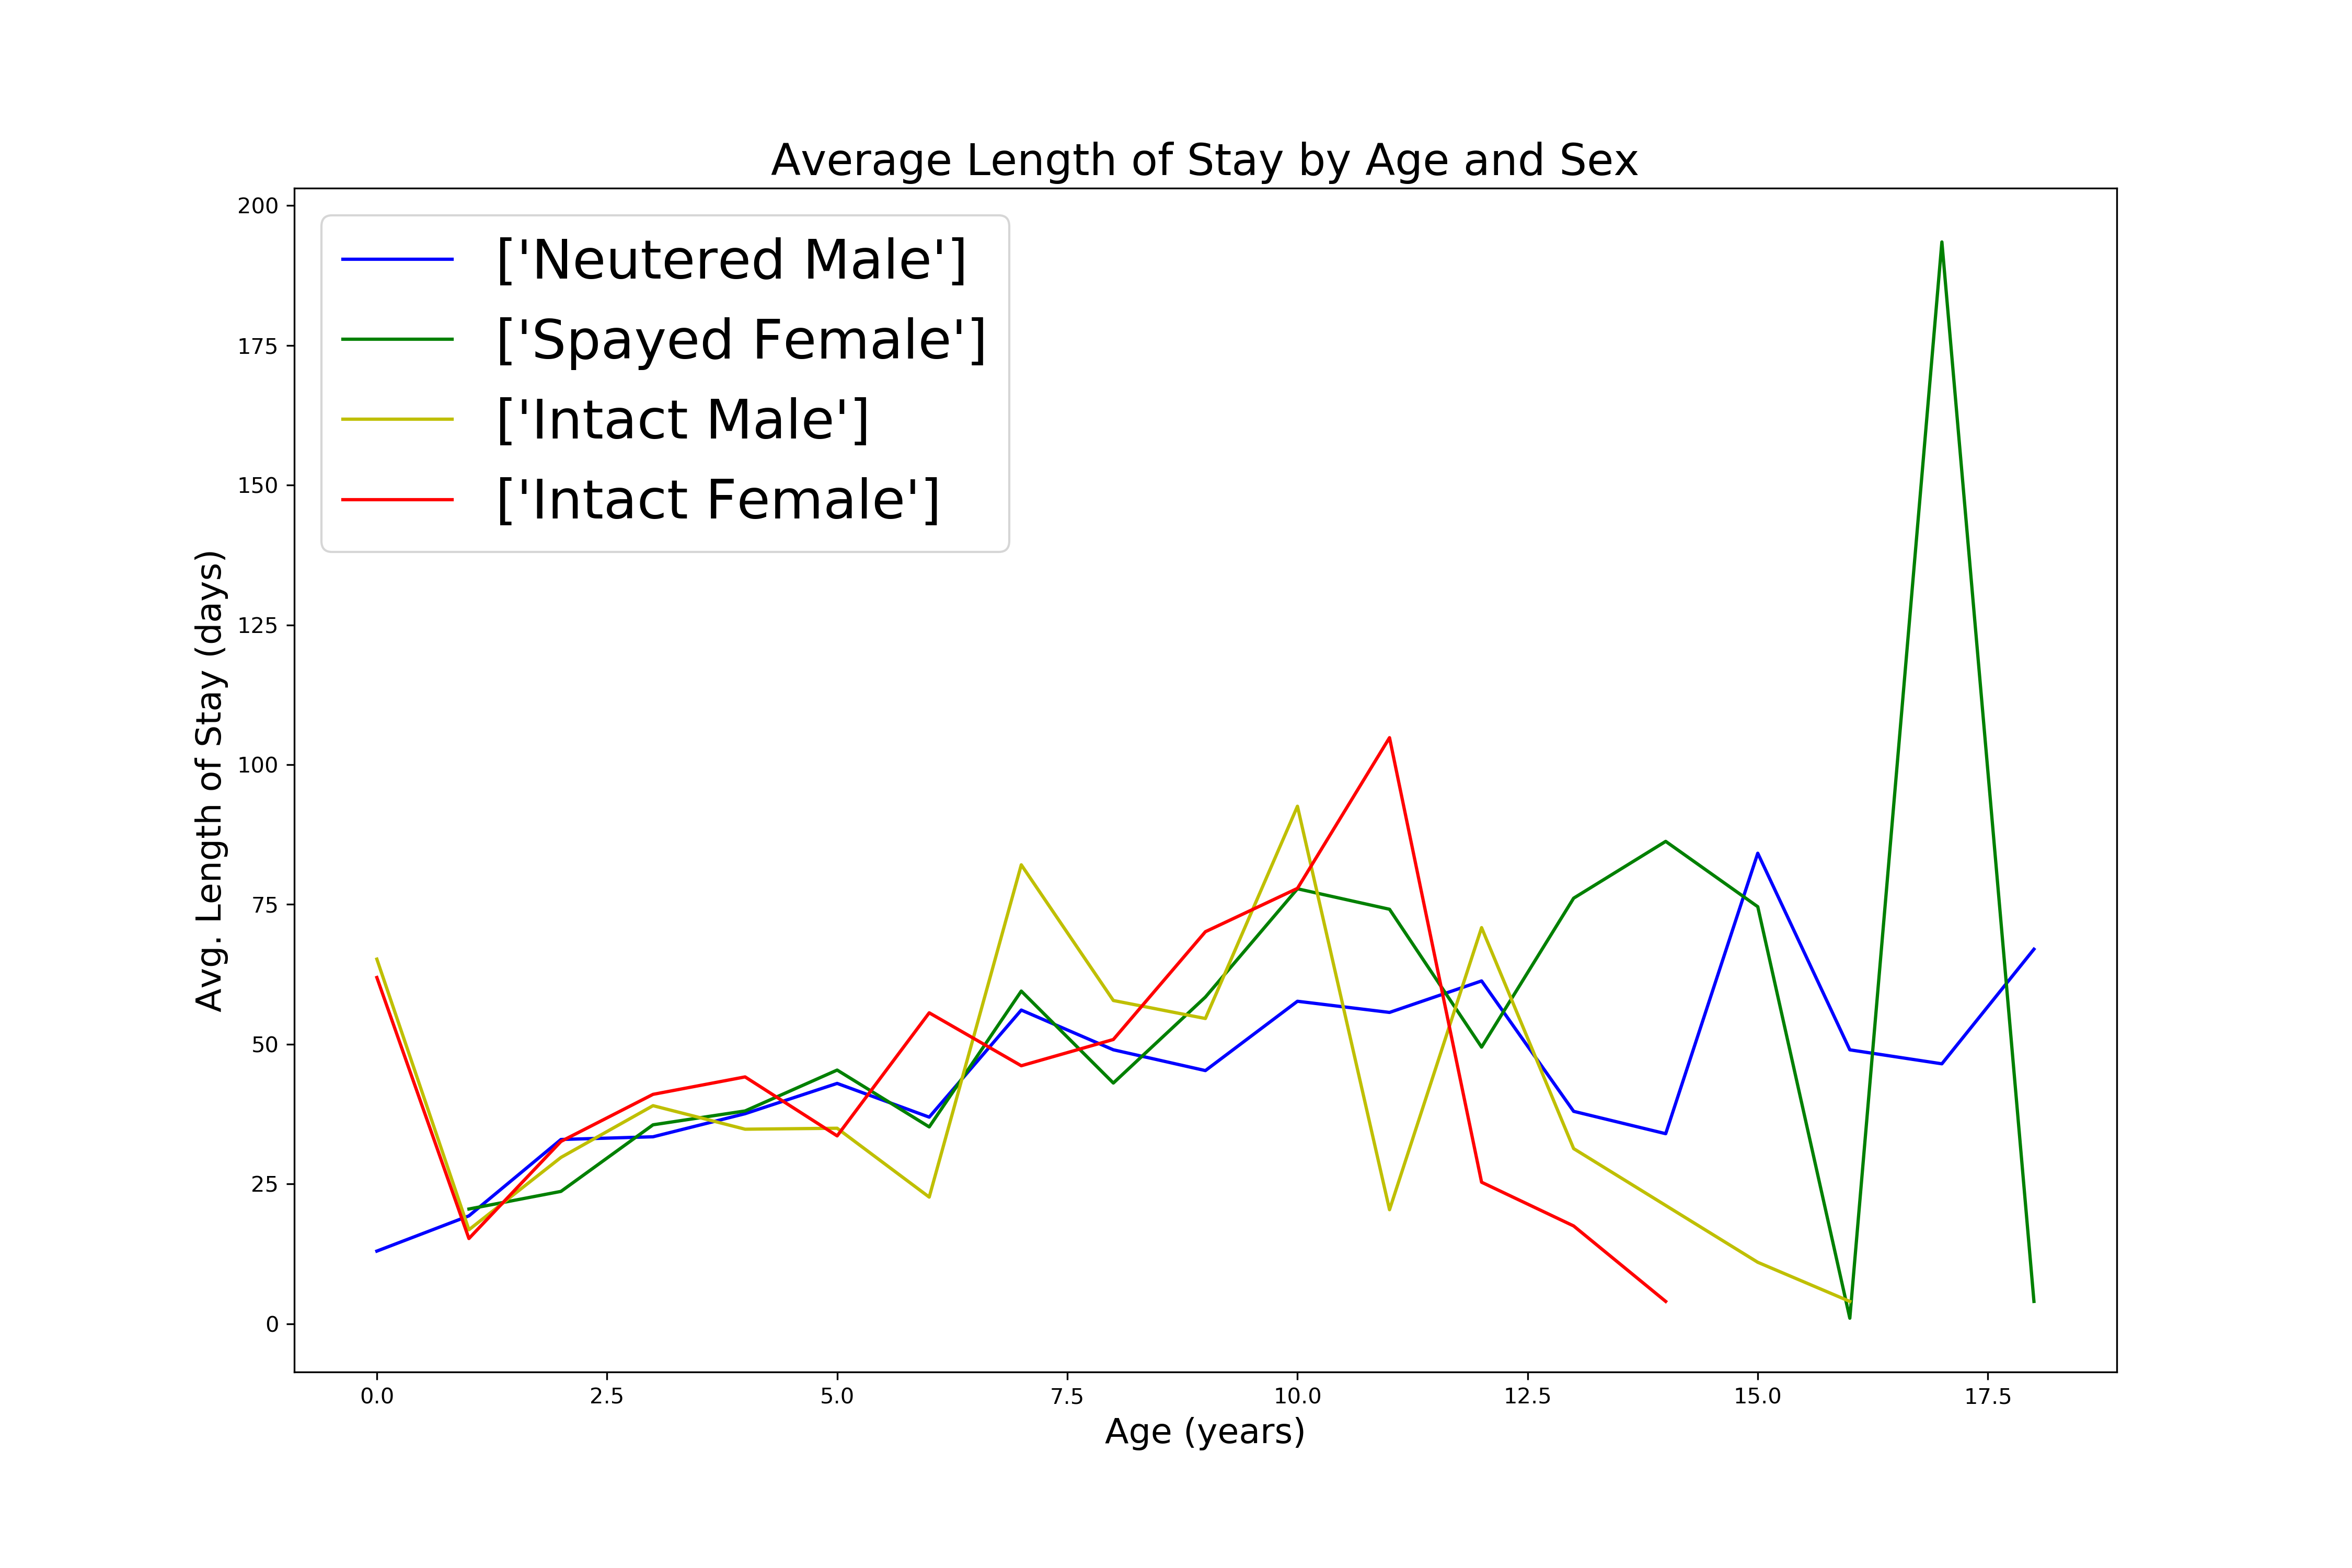 Average Length of Stay by Age and Sex
200
175
150
125
100
75
50
25
0
Avg. Length of Stay (days)
['Neutered Male']
['Spayed Female']
['Intact Male']
['Intact Female']
0.0 2.5 5.0 7.5 10.0 12.5 15.0 17.5
Age (years)